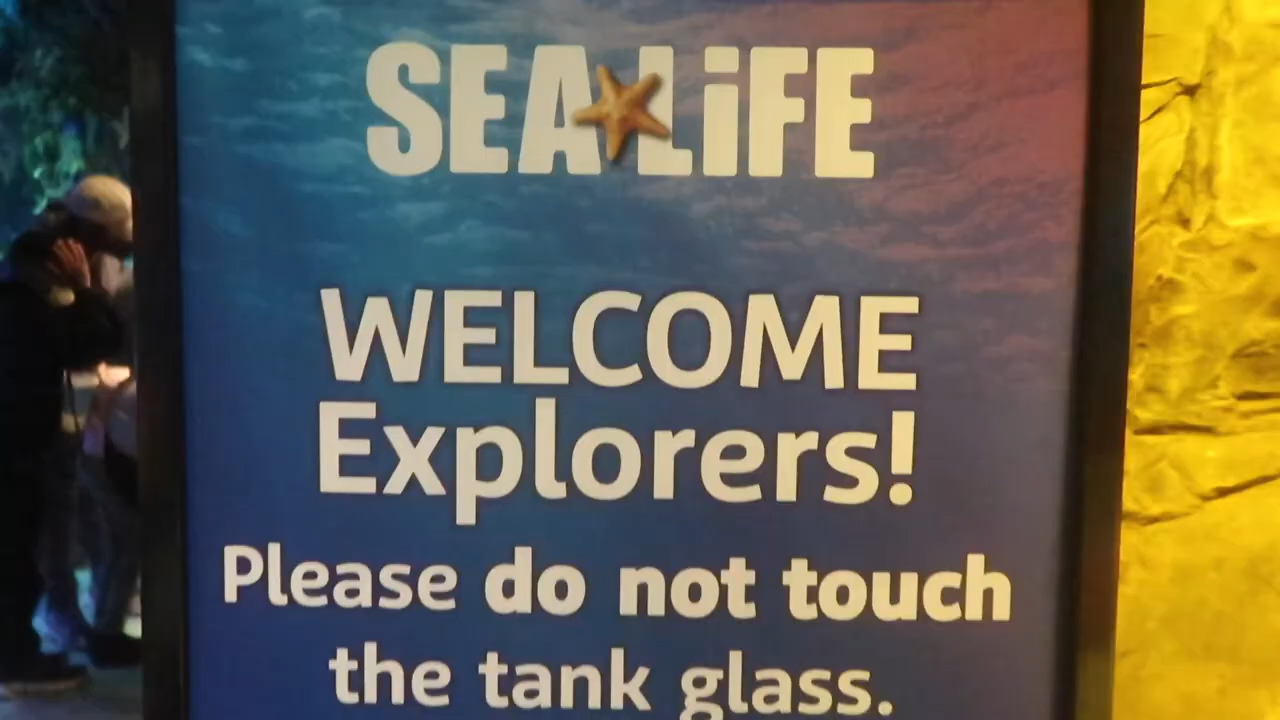 SEA LiFE
WELCOME
Explorers!
Please do not touch
the tank glass.